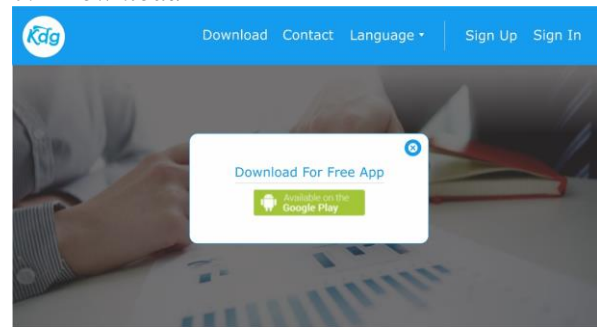 Kdg
Download Contact Language Sign Up Sign In
Download For Free App
Available on the
Google Play